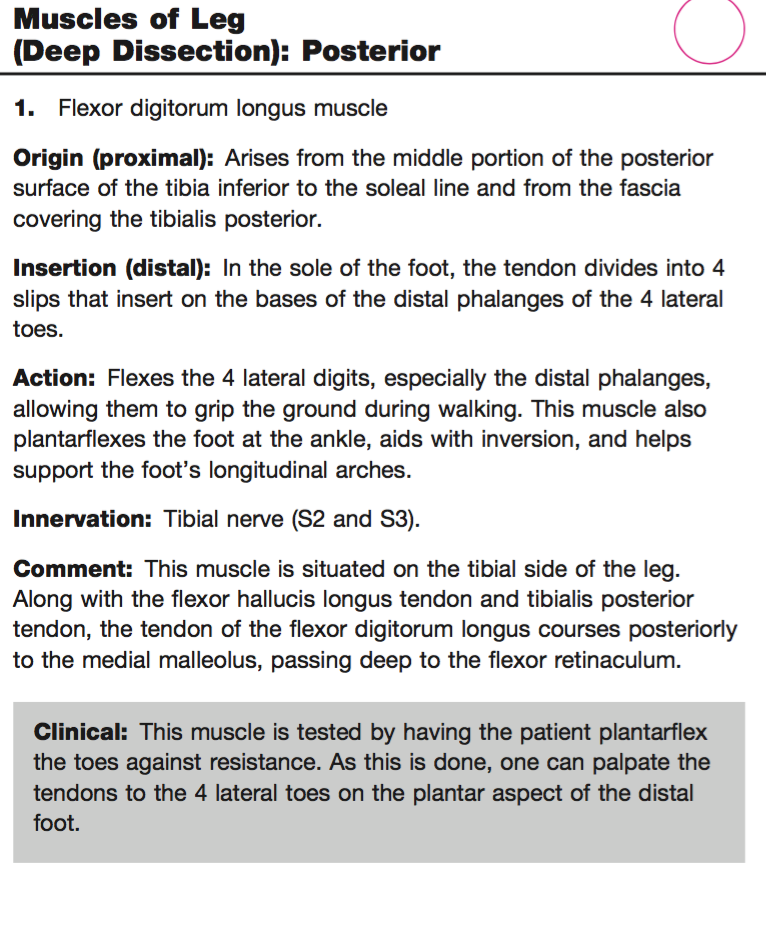 Muscles of Leg
(Deep Dissection): Posterior
1. Flexor digitorum longus muscle
Origin (proximal): Arises from the middle portion of the posterior
surface of the tibia inferior to the soleal line and from the fascia
covering the tibialis posterior.
Insertion (distal): In the sole of the foot, the tendon divides into 4
slips that insert on the bases of the distal phalanges of the 4 lateral
toes.
Action: Flexes the 4 lateral digits, especially the distal phalanges,
allowing them to grip the ground during walking. This muscle also
plantarflexes the foot at the ankle, aids with inversion, and helps
support the foot's longitudinal arches.
Innervation: Tibial nerve (S2 and S3).
Comment: This muscle is situated on the tibial side of the leg.
Along with the flexor hallucis longus tendon and tibialis posterior
tendon, the tendon of the flexor digitorum longus courses posteriorly
to the medial malleolus, passing deep to the flexor retinaculum.
Clinical: This muscle is tested by having the patient plantarflex
the toes against resistance. As this is done, one can palpate the
tendons to the 4 lateral toes on the plantar aspect of the distal
foot.